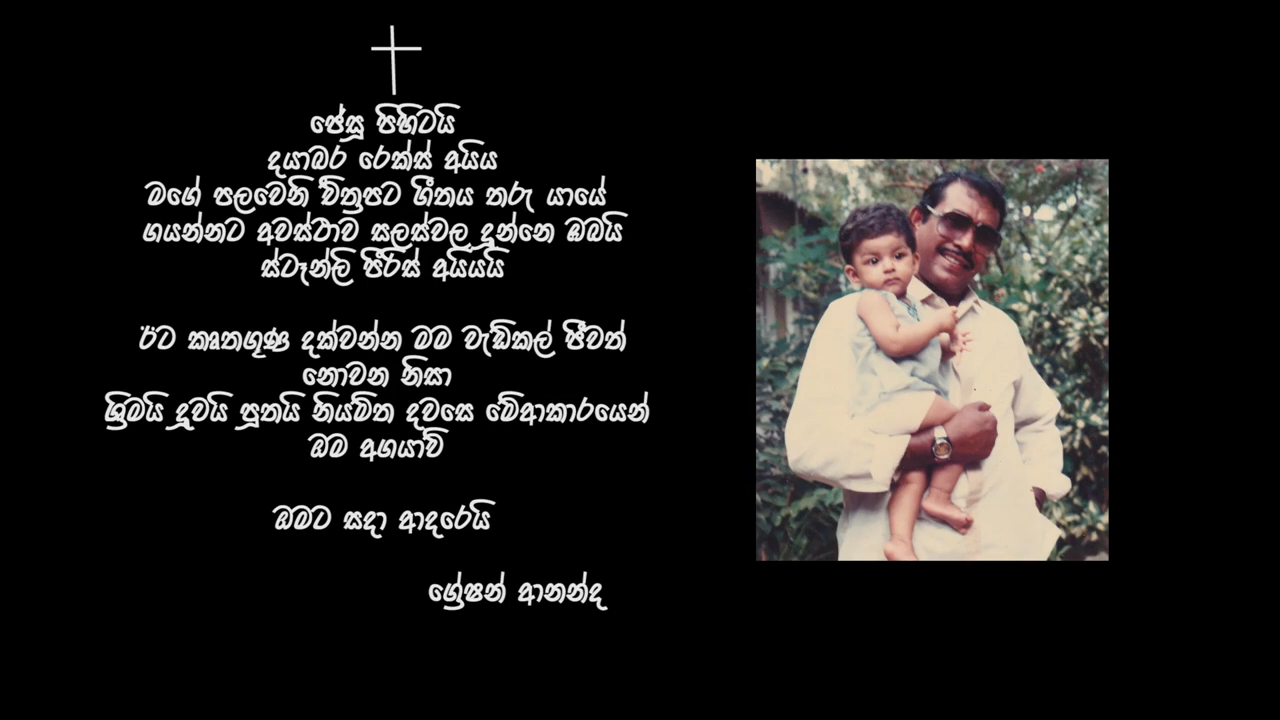 ජේසු පිහිටයි
දයාබර රෙක්ස් අයිය
මගේ පලවෙනි චිත්‍රපට ගීතය තරු යායේ
ගයන්නට අවස්ථාව සලස්වල දුන්නෙ ඔබයි
ස්ටැන්ලි පීරිස් අයියයි
ඊට කෘතගුණ දක්වන්න මම වැඩිකල් ජීවත්
නොවන නිසා
ශ්‍රිමයි දූවයි පූතයි නියමිත දවසෙ මේආකාරයෙන්
ඔබ අගයාවි
ඔබට සදා ආදරෙයි
ග්‍රේෂන් ආනන්ද